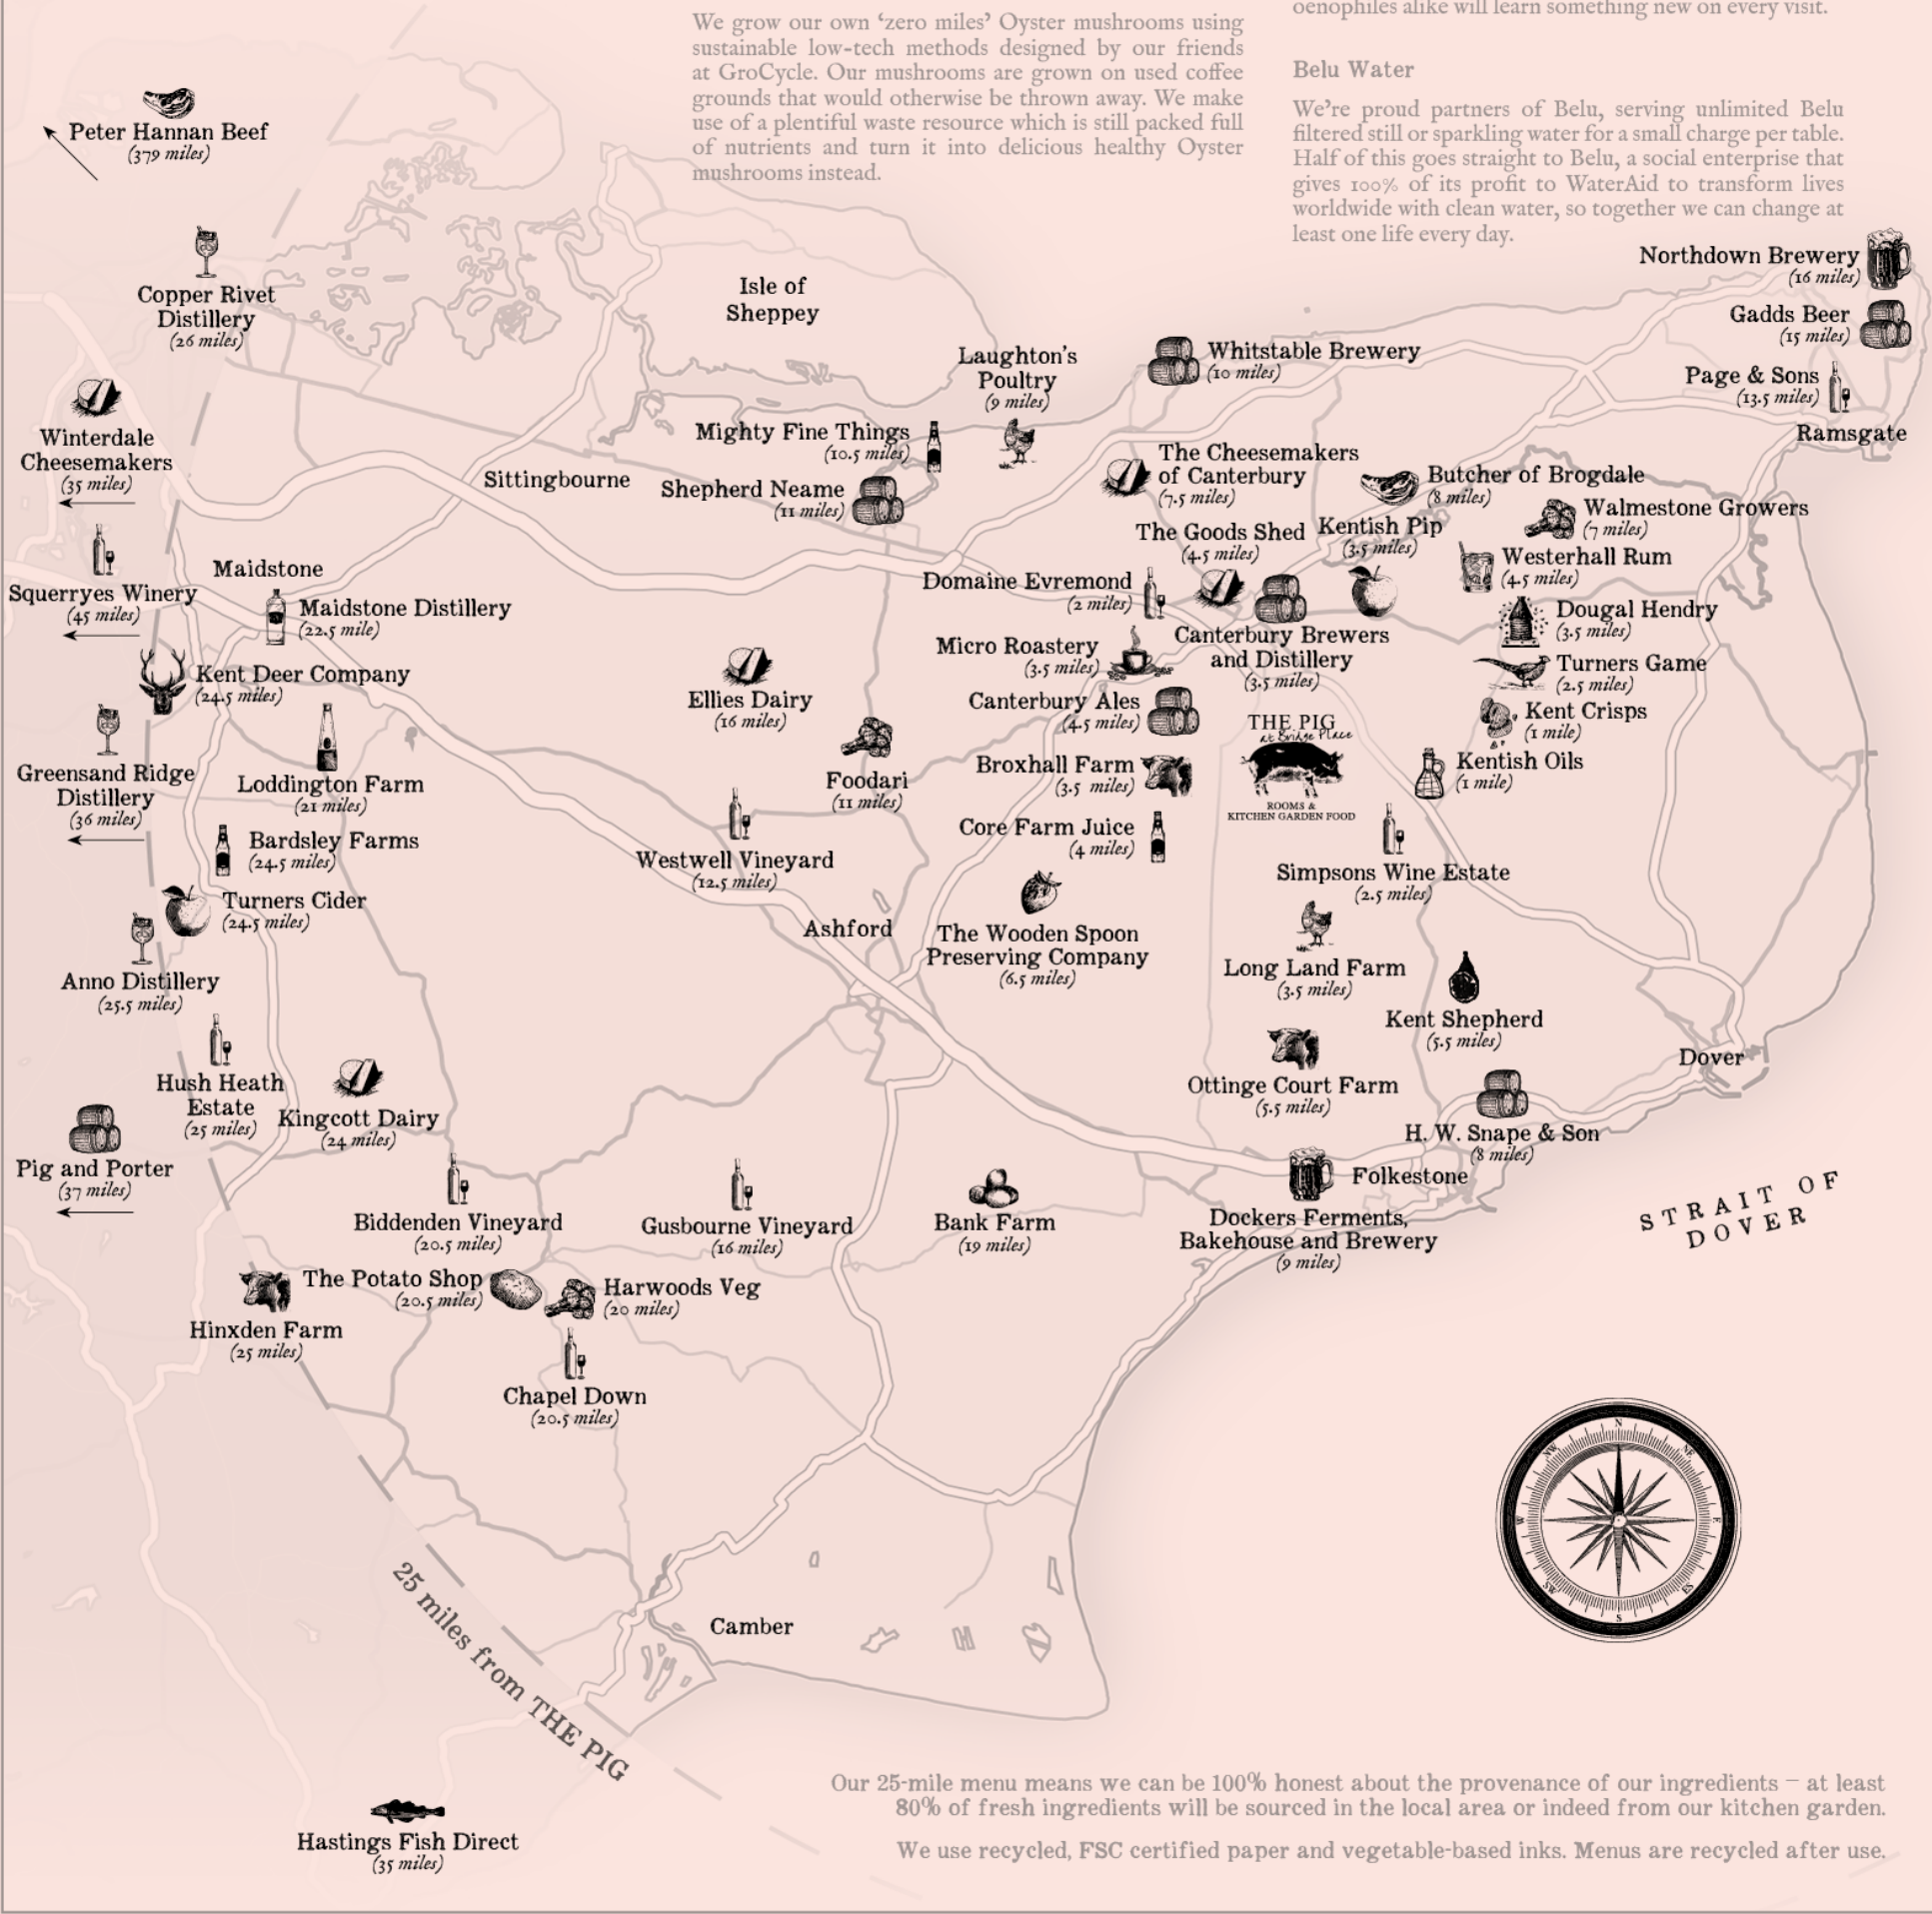 We grow our own ‘zero miles’ Oyster mushrooms using
sustainable low-tech methods designed by our friends
at GroCycle. Our mushrooms are grown on used coffee
grounds that would otherwise be thrown away. We make
use of a plentiful waste resource which is still packed full
of nutrients and turn it into delicious healthy Oyster
mushrooms instead.
oenophiles alike will learn something new on every visit.
Belu Water
We’re proud partners of Belu, serving unlimited Belu
filtered still or sparkling water for a small charge per table.
Half of this goes straight to Belu, a social enterprise that
gives 100% of its profit to WaterAid to transform lives
worldwide with clean water, so together we can change at
least one life every day.
Peter Hannan Beef
(379 miles)
Copper Rivet
Distillery
(26 miles)
Isle of
Sheppey
Northdown Brewery
(16 miles)
Gadds Beer
(15 miles)
Page & Sons
(13.5 miles)
Ramsgate
Whitstable Brewery
(10 miles)
Laughton’s
Poultry
(9 miles)
Winterdale
Cheesemakers
(35 miles)
Mighty Fine Things
(10.5 miles)
Sittingbourne
Shepherd Neame
(11 miles)
The Cheesemakers
of Canterbury
(7.5 miles)
Butcher of Brogdale
(8 miles)
Walmestone Growers
(7 miles)
The Goods Shed
(4.5 miles)
Kentish Pip
(3.5 miles)
Westerhall Rum
(4.5 miles)
Squerryes Winery
(45 miles)
Maidstone
Maidstone Distillery
(22.5 mile)
Domaine Evremond
(2 miles)
Dougal Hendry
(3.5 miles)
Micro Roastery
(3.5 miles)
Canterbury Brewers
and Distillery
(3.5 miles)
Turners Game
(2.5 miles)
Kent Deer Company
(24.5 miles)
Ellies Dairy
(16 miles)
Canterbury Ales
(4.5 miles)
THE PIG
at Bridge Place
ROOMS &
KITCHEN GARDEN FOOD
Kent Crisps
(1 mile)
Kentish Oils
(1 mile)
Greensand Ridge
Distillery
(36 miles)
Loddington Farm
(21 miles)
Foodari
(11 miles)
Broxhall Farm
(3.5 miles)
Core Farm Juice
(4 miles)
Bardsley Farms
(24.5 miles)
Westwell Vineyard
(12.5 miles)
Simpsons Wine Estate
(2.5 miles)
Turners Cider
(24.5 miles)
Ashford
The Wooden Spoon
Preserving Company
(6.5 miles)
Long Land Farm
(3.5 miles)
Anno Distillery
(25.5 miles)
Kent Shepherd
(5.5 miles)
Dover
Hush Heath
Estate
(25 miles)
Kingcott Dairy
(24 miles)
Ottinge Court Farm
(5.5 miles)
H. W. Snape & Son
(8 miles)
Pig and Porter
(37 miles)
Folkestone
Biddenden Vineyard
(20.5 miles)
Gusbourne Vineyard
(16 miles)
Bank Farm
(19 miles)
Dockers Ferments,
Bakehouse and Brewery
(9 miles)
STRAIT OF
DOVER
The Potato Shop
(20.5 miles)
Harwoods Veg
(20 miles)
Hinxden Farm
(25 miles)
Chapel Down
(20.5 miles)
N
NE
E
ES
S
SW
W
NW
25 miles from THE PIG
Camber
Hastings Fish Direct
(35 miles)
Our 25-mile menu means we can be 100% honest about the provenance of our ingredients – at least
80% of fresh ingredients will be sourced in the local area or indeed from our kitchen garden.
We use recycled, FSC certified paper and vegetable-based inks. Menus are recycled after use.